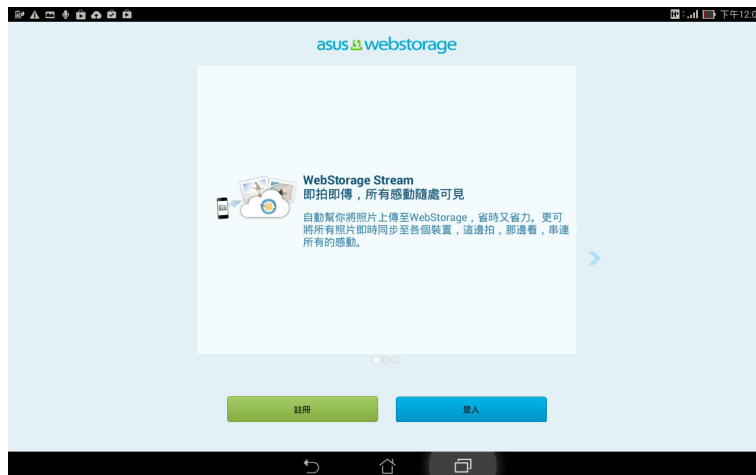 下午12:0
asus webstorage
WebStorage Stream
即拍即傳，所有感動隨處可見
自動幫你將照片上傳至WebStorage，省時又省力。更可
將所有照片即時同步至各個裝置，這邊拍，那邊看，串連
所有的感動。
註冊
登入